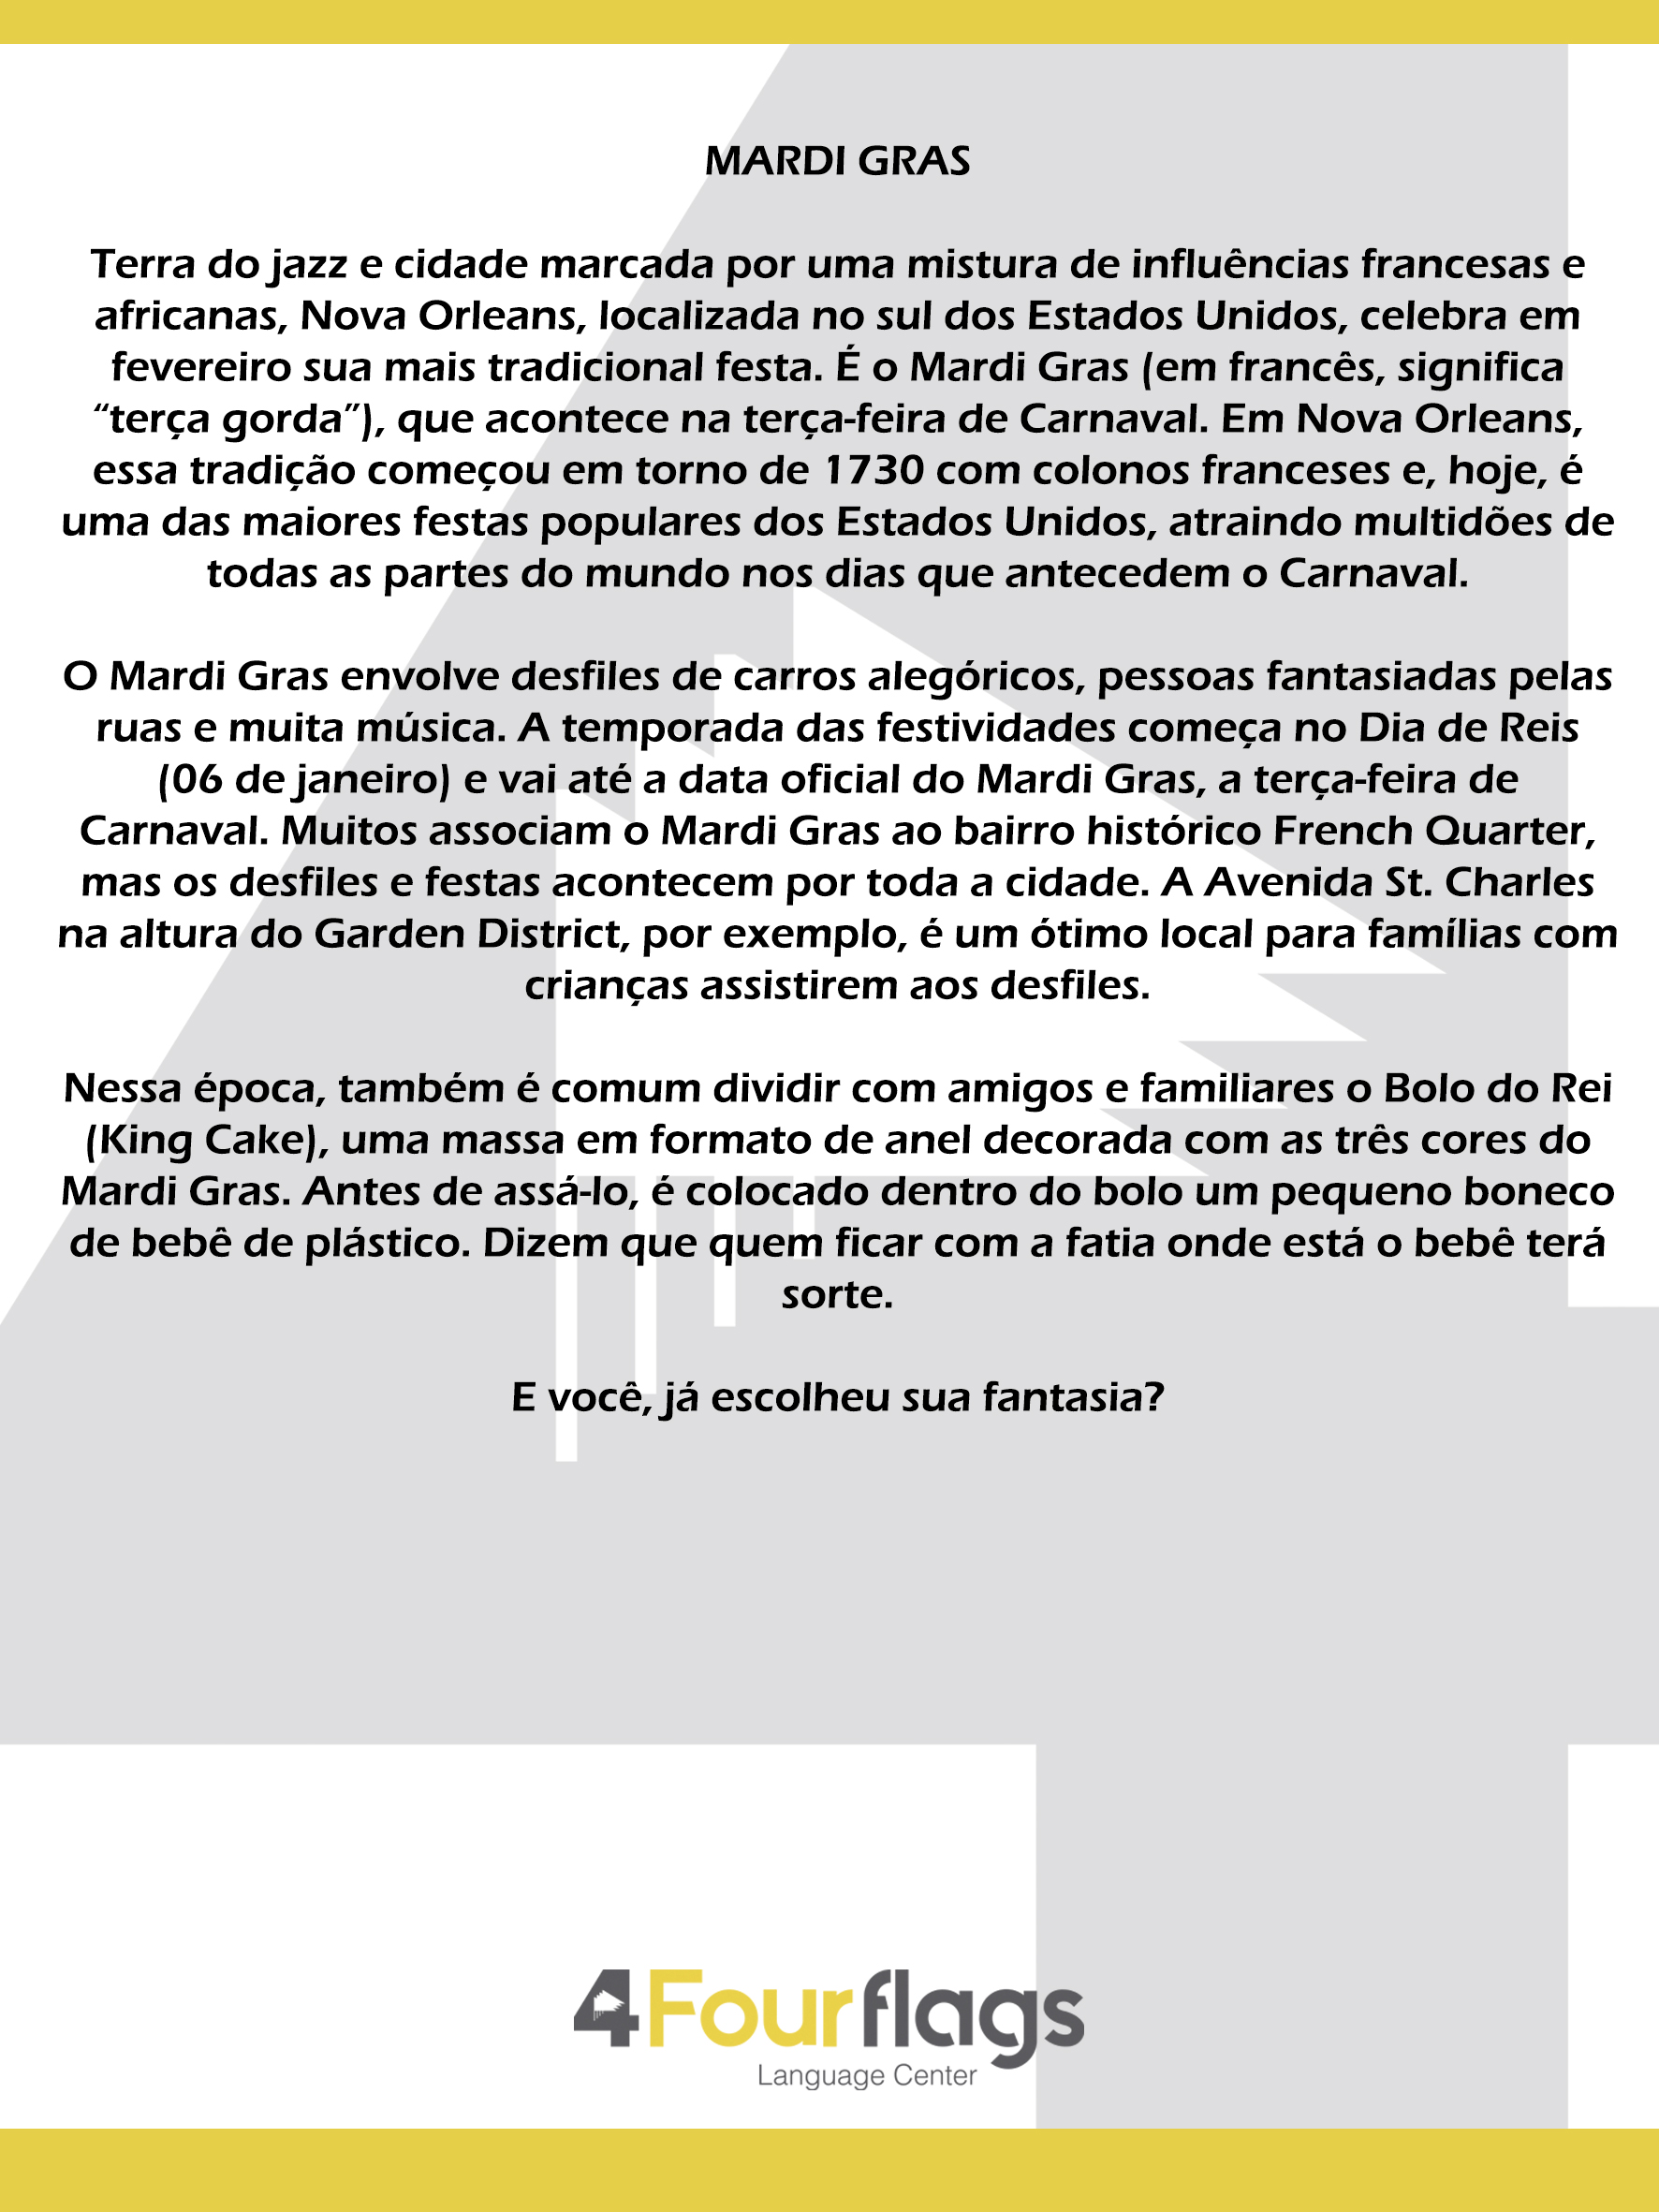 MARDI GRAS
Terra do jazz e cidade marcada por uma mistura de influências francesas e
africanas, Nova Orleans, localizada no sul dos Estados Unidos, celebra em
fevereiro sua mais tradicional festa. É o Mardi Gras (em francês, significa
“terça gorda”), que acontece na terça-feira de Carnaval. Em Nova Orleans,
essa tradição começou em torno de 1730 com colonos franceses e, hoje, é
uma das maiores festas populares dos Estados Unidos, atraindo multidões de
todas as partes do mundo nos dias que antecedem o Carnaval.
O Mardi Gras envolve desfiles de carros alegóricos, pessoas fantasiadas pelas
ruas e muita música. A temporada das festividades começa no Dia de Reis
(06 de janeiro) e vai até a data oficial do Mardi Gras, a terça-feira de
Carnaval. Muitos associam o Mardi Gras ao bairro histórico French Quarter,
mas os desfiles e festas acontecem por toda a cidade. A Avenida St. Charles
na altura do Garden District, por exemplo, é um ótimo local para famílias com
crianças assistirem aos desfiles.
Nessa época, também é comum dividir com amigos e familiares o Bolo do Rei
(King Cake), uma massa em formato de anel decorada com as três cores do
Mardi Gras. Antes de assá-lo, é colocado dentro do bolo um pequeno boneco
de bebê de plástico. Dizem que quem ficar com a fatia onde está o bebê terá
sorte.
E você, já escolheu sua fantasia?
4 Fourflags
Language Center